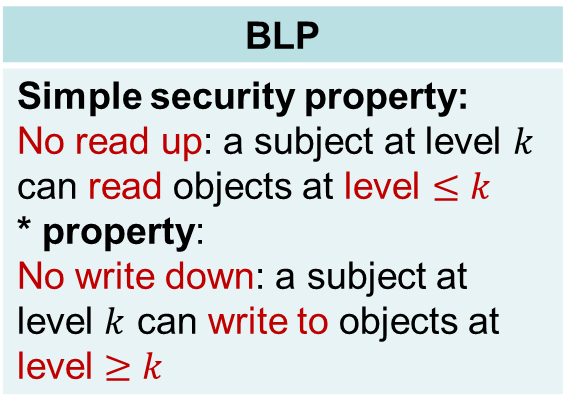 BLP
Simple security property:
No read up: a subject at level k
can read objects at level ≤ k
* property:
No write down: a subject at
level k can write to objects at
level ≥ k